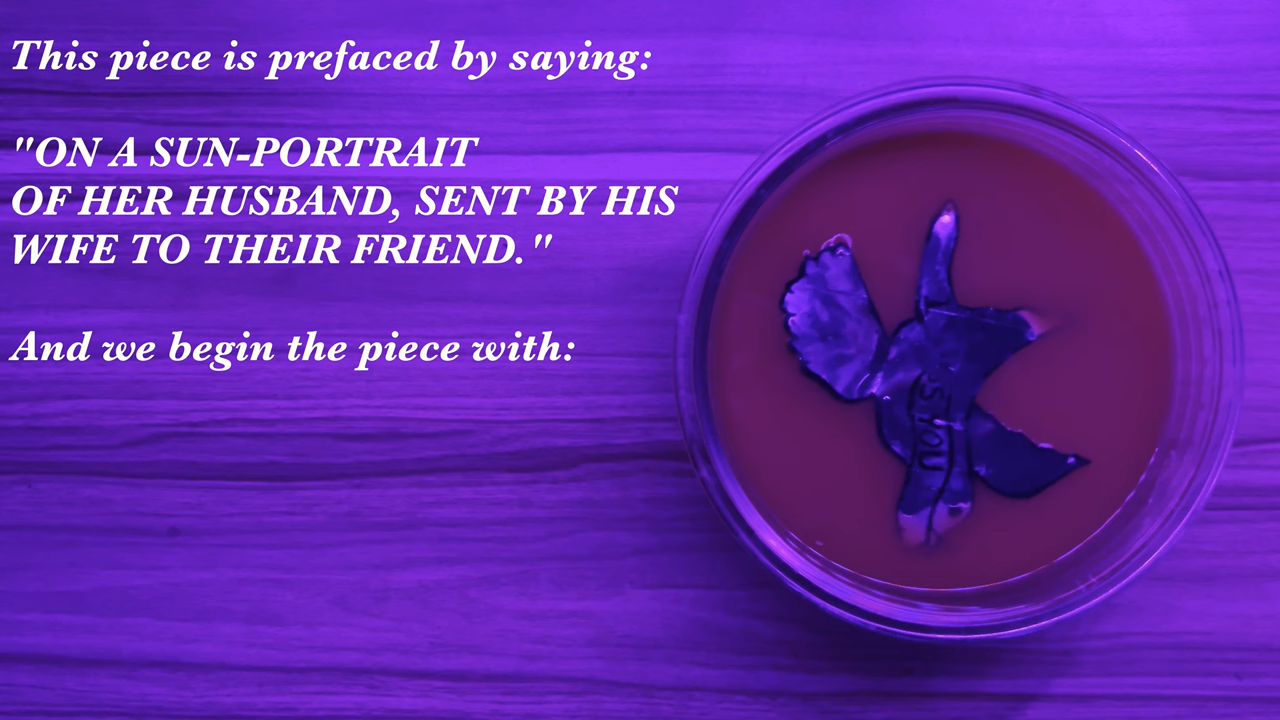 This piece is prefaced by saying:
"ON A SUN-PORTRAIT
OF HER HUSBAND, SENT BY HIS
WIFE TO THEIR FRIEND."
And we begin the piece with:
YOU